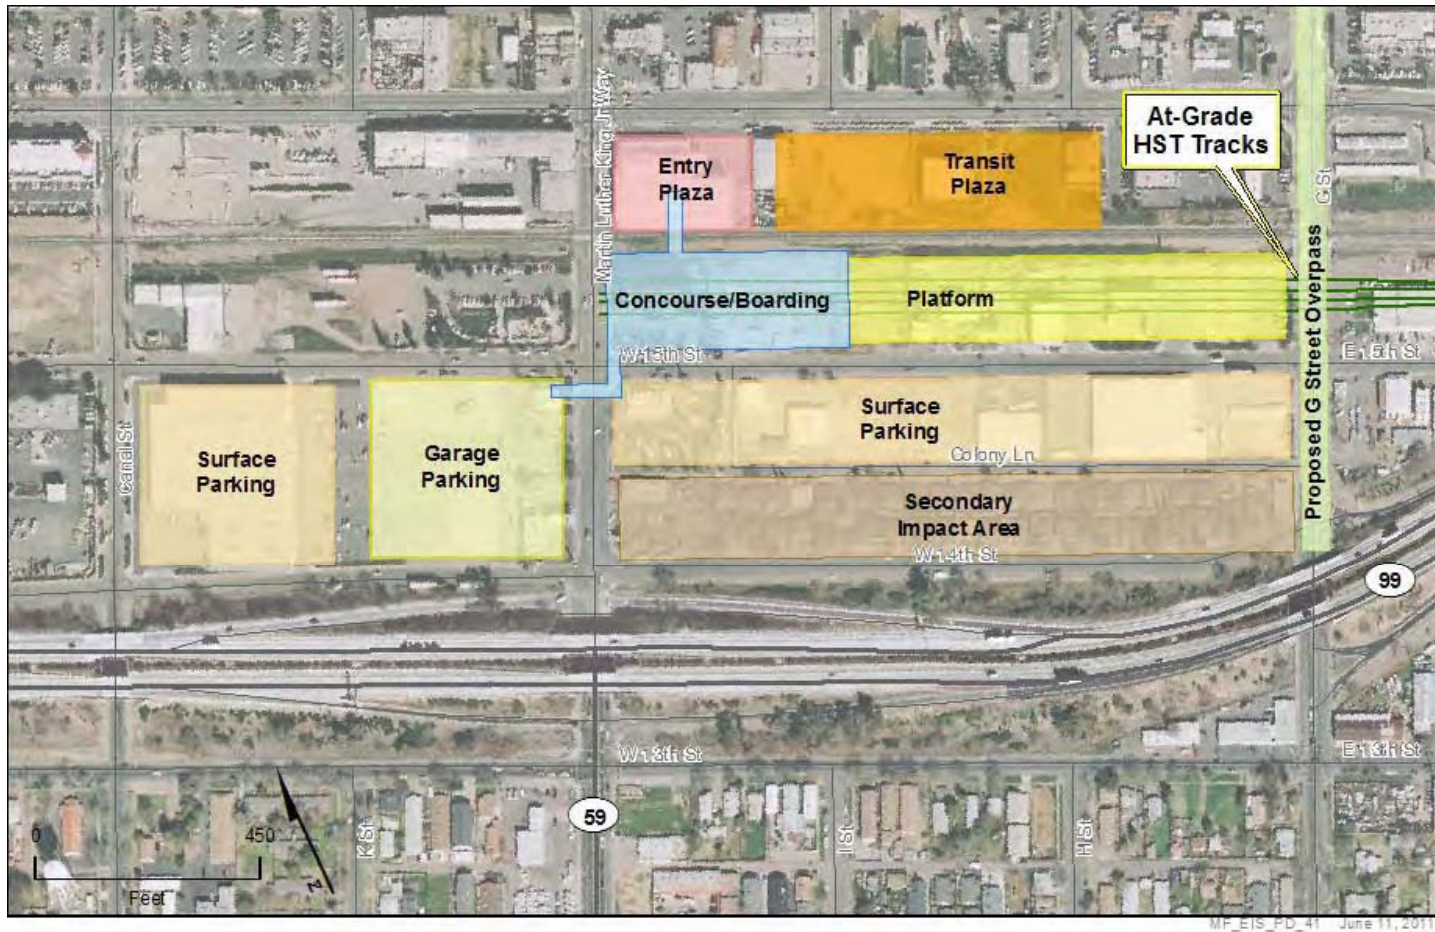 Martin Luther King Jr Way
Entry
Plaza
Transit
Plaza
At-Grade
HST Tracks
G St
Proposed G Street Overpass
Concourse/Boarding
Platform
W 15th St
E 15th St
Canal St
Surface
Parking
Garage
Parking
Surface
Parking
Colony Ln
Secondary
Impact Area
W 14th St
99
W 13th St
E 13th St
59
K St
I St
H St
0
450
Feet
z
MF_EIS_PD_41 June 11, 2011